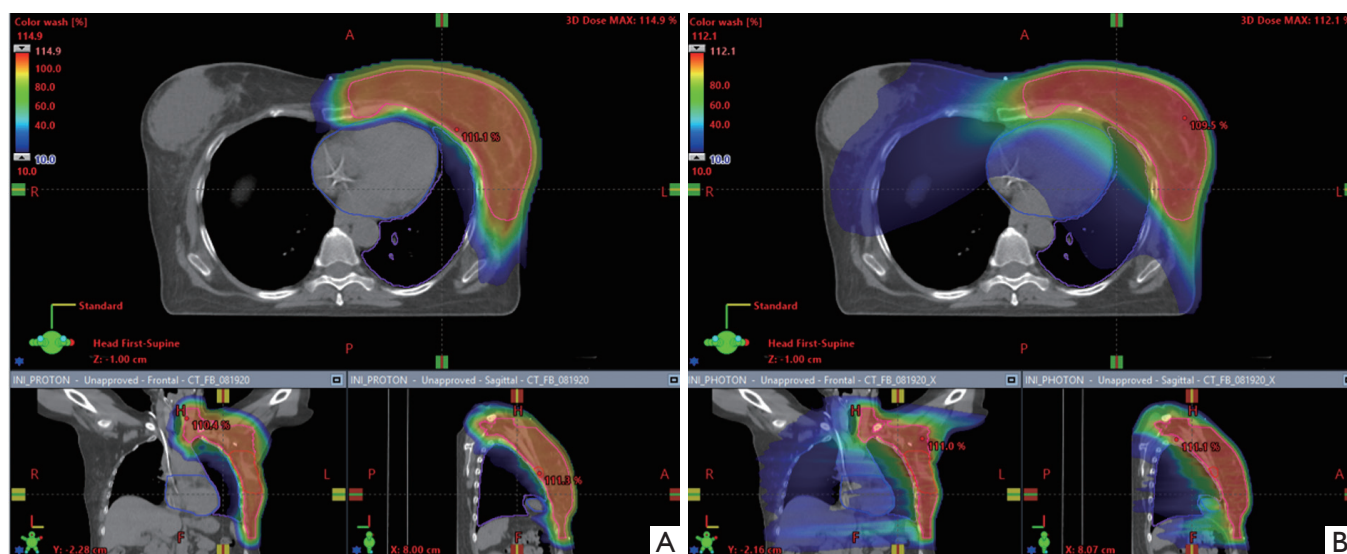 Color wash [%]
3D Dose MAX: 114.9 %
114.9
114.9
100.0
80.0
60.0
40.0
10.0
10.0
A
R
L
111.1 %
Standard
Head First-Supine
Z: -1.00 cm
P
INI_PROTON - Unapproved - Frontal - CT_FB_081920
H
110.4 %
R
L
F
Y: -2.28 cm
INI_PROTON - Unapproved - Sagittal - CT_FB_081920
H
P
A
111.3 %
F
X: 8.00 cm
A
Color wash [%]
3D Dose MAX: 112.1 %
112.1
112.1
100.0
80.0
60.0
40.0
10.0
10.0
A
R
L
109.5 %
Standard
Head First-Supine
Z: -1.00 cm
P
INI_PHOTON - Unapproved - Frontal - CT_FB_081920_X
H
111.0 %
R
L
F
Y: -2.16 cm
INI_PHOTON - Unapproved - Sagittal - CT_FB_081920_X
H
P
A
111.1 %
F
X: 8.07 cm
B